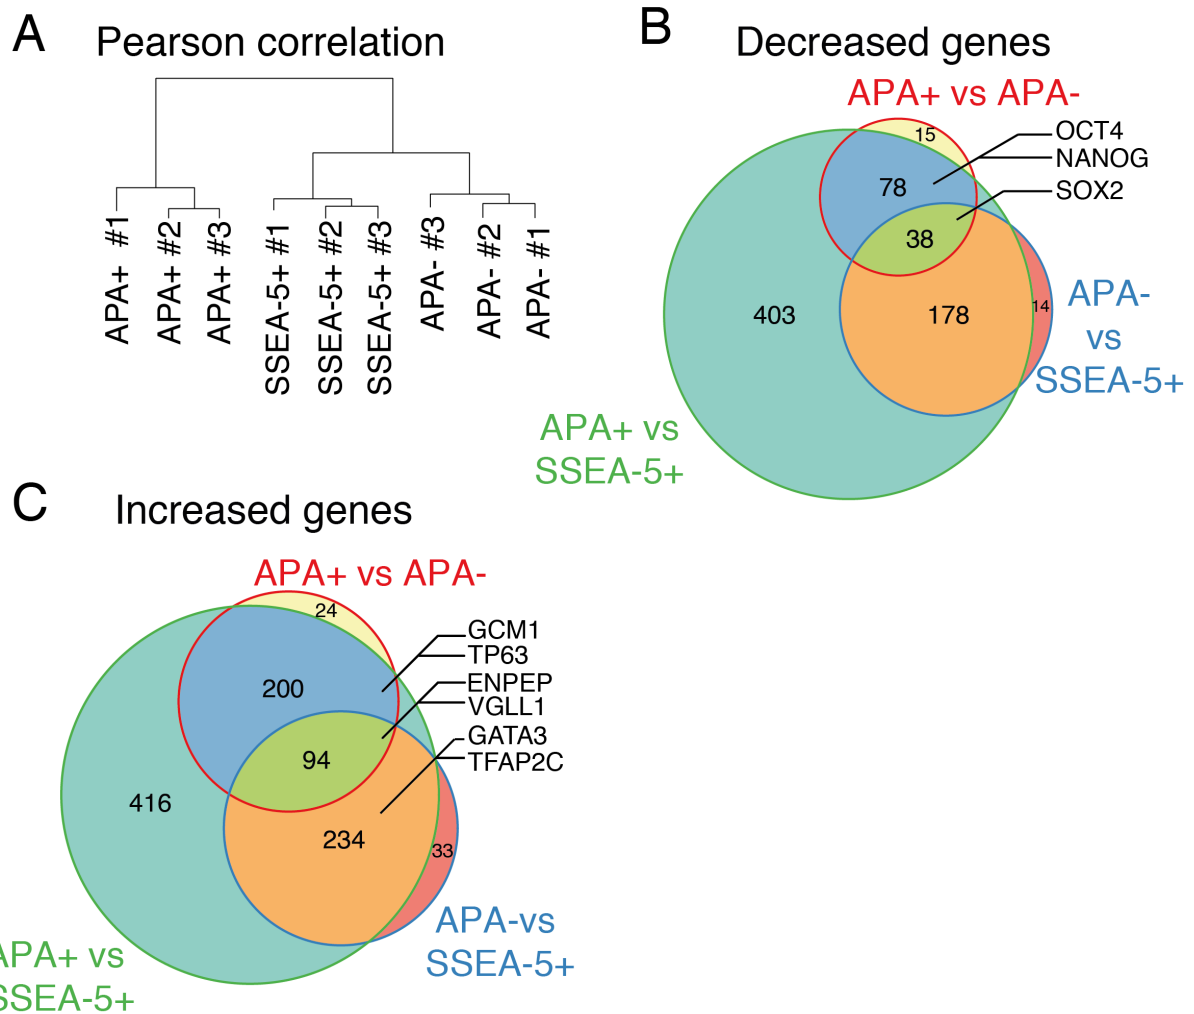 A
Pearson correlation
APA+ #1
APA+ #2
APA+ #3
SSEA-5+ #1
SSEA-5+ #2
SSEA-5+ #3
APA- #3
APA- #2
APA- #1
B
Decreased genes
APA+ vs APA-
15
OCT4
NANOG
78
SOX2
38
403
178
14
APA-
vs
SSEA-5+
APA+ vs
SSEA-5+
C
Increased genes
APA+ vs APA-
24
GCM1
TP63
200
ENPEP
VGLL1
GATA3
94
TFAP2C
416
234
33
APA-vs
SSEA-5+
APA+ vs
SSEA-5+